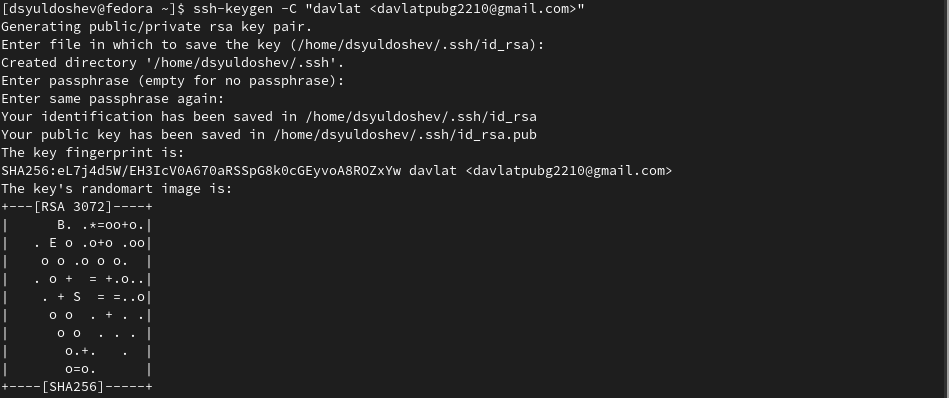 [dsyuldoshev@fedora ~]$ ssh-keygen -C "davlat <davlatpubg2210@gmail.com>"
Generating public/private rsa key pair.
Enter file in which to save the key (/home/dsyuldoshev/.ssh/id_rsa):
Created directory '/home/dsyuldoshev/.ssh'.
Enter passphrase (empty for no passphrase):
Enter same passphrase again:
Your identification has been saved in /home/dsyuldoshev/.ssh/id_rsa
Your public key has been saved in /home/dsyuldoshev/.ssh/id_rsa.pub
The key fingerprint is:
SHA256:eL7j4d5W/EH3IcV0A670aRSSpG8k0cGEyvoA8ROZxYw davlat <davlatpubg2210@gmail.com>
The key's randomart image is:
+---[RSA 3072]----+
|      B. .*=oo+o.|
|   . E o .o+o .oo|
|    o o .o o o.  |
|   . o +  = +.o..|
|    . + S  = =..o|
|     o o  . + . .|
|      o o  . . . |
|       o.+.   .  |
|       o=o.      |
+----[SHA256]-----+